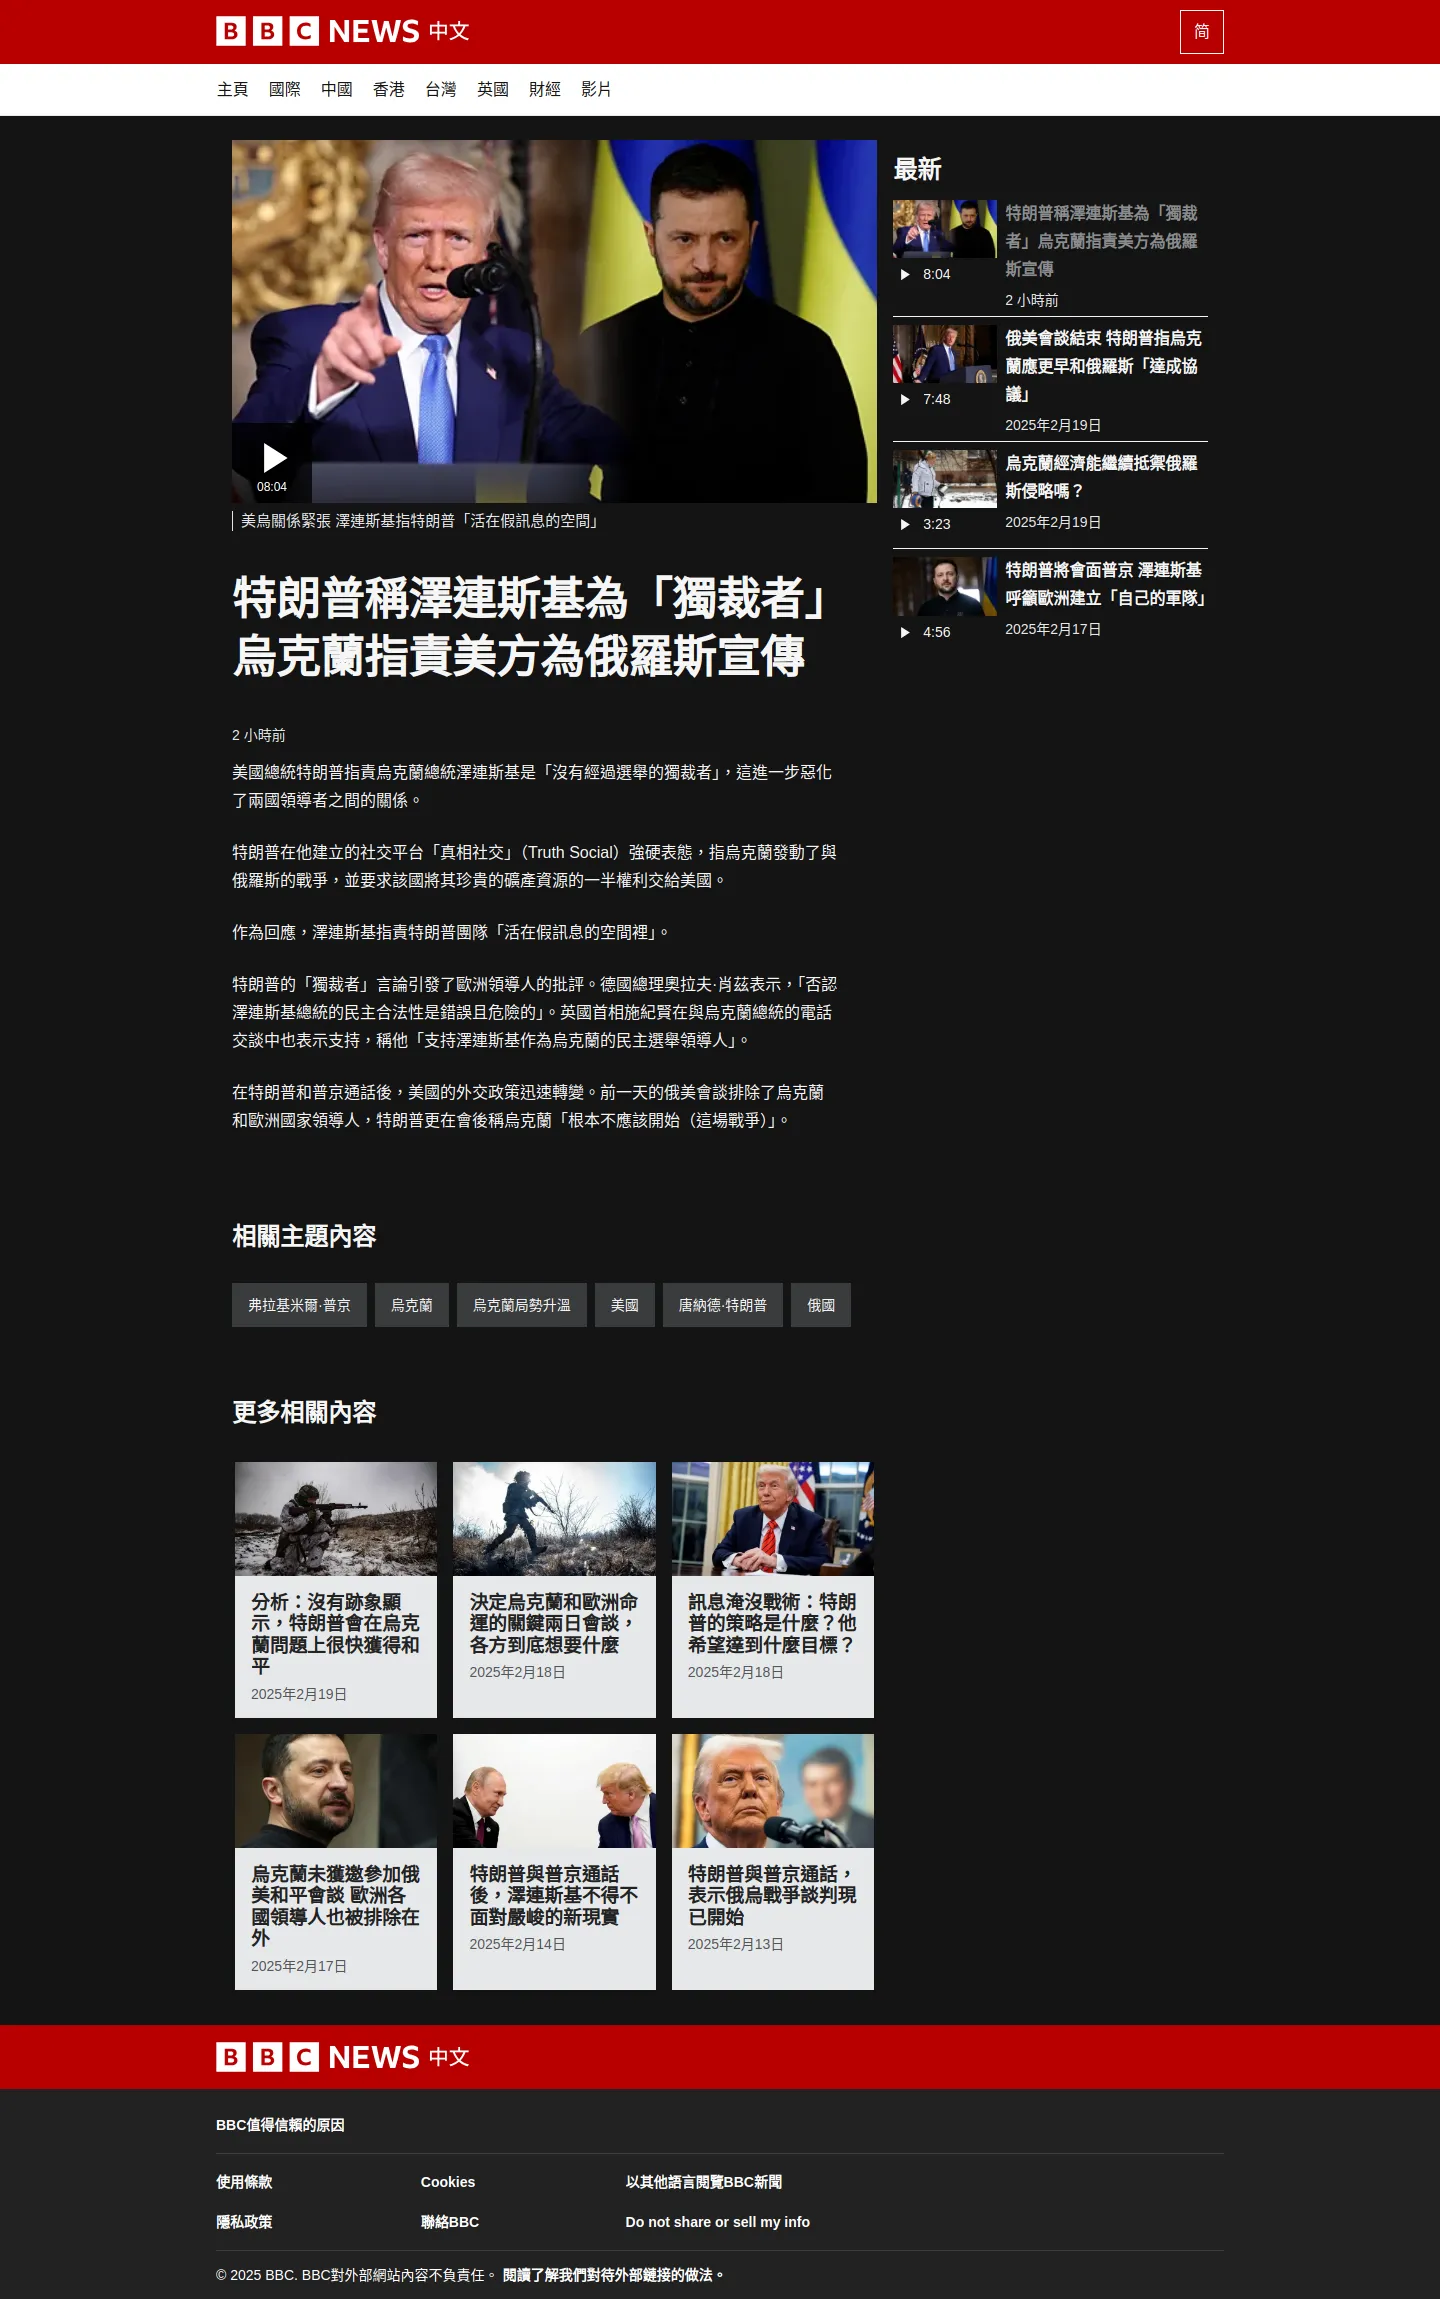 BBC NEWS 中文
简
主頁 國際 中國 香港 台灣 英國 財經 影片
08:04
美烏關係緊張 澤連斯基指特朗普「活在假訊息的空間」
特朗普稱澤連斯基為「獨裁者」
烏克蘭指責美方為俄羅斯宣傳
2 小時前
美國總統特朗普指責烏克蘭總統澤連斯基是「沒有經過選舉的獨裁者」，這進一步惡化
了兩國領導者之間的關係。
特朗普在他建立的社交平台「真相社交」（Truth Social）強硬表態，指烏克蘭發動了與
俄羅斯的戰爭，並要求該國將其珍貴的礦產資源的一半權利交給美國。
作為回應，澤連斯基指責特朗普團隊「活在假訊息的空間裡」。
特朗普的「獨裁者」言論引發了歐洲領導人的批評。德國總理奧拉夫·肖茲表示，「否認
澤連斯基總統的民主合法性是錯誤且危險的」。英國首相施紀賢在與烏克蘭總統的電話
交談中也表示支持，稱他「支持澤連斯基作為烏克蘭的民主選舉領導人」。
在特朗普和普京通話後，美國的外交政策迅速轉變。前一天的俄美會談排除了烏克蘭
和歐洲國家領導人，特朗普更在會後稱烏克蘭「根本不應該開始（這場戰爭）」。
最新
特朗普稱澤連斯基為「獨裁
者」烏克蘭指責美方為俄羅
斯宣傳
8:04
2 小時前
俄美會談結束 特朗普指烏克
蘭應更早和俄羅斯「達成協
議」
7:48
2025年2月19日
烏克蘭經濟能繼續抵禦俄羅
斯侵略嗎？
3:23
2025年2月19日
特朗普將會面普京 澤連斯基
呼籲歐洲建立「自己的軍隊」
4:56
2025年2月17日
相關主題內容
弗拉基米爾·普京 烏克蘭 烏克蘭局勢升溫 美國 唐納德·特朗普 俄國
更多相關內容
分析：沒有跡象顯
示，特朗普會在烏克
蘭問題上很快獲得和
平
2025年2月19日
決定烏克蘭和歐洲命
運的關鍵兩日會談，
各方到底想要什麼
2025年2月18日
訊息淹沒戰術：特朗
普的策略是什麼？他
希望達到什麼目標？
2025年2月18日
烏克蘭未獲邀參加俄
美和平會談 歐洲各
國領導人也被排除在
外
2025年2月17日
特朗普與普京通話
後，澤連斯基不得不
面對嚴峻的新現實
2025年2月14日
特朗普與普京通話，
表示俄烏戰爭談判現
已開始
2025年2月13日
BBC NEWS 中文
BBC值得信賴的原因
使用條款 Cookies 以其他語言閱覽BBC新聞
隱私政策 聯絡BBC Do not share or sell my info
© 2025 BBC. BBC對外部網站內容不負責任。 閱讀了解我們對待外部鏈接的做法。